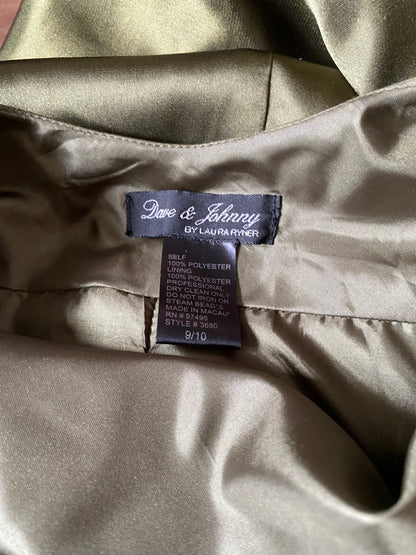 Dave & Johnny
BY LAURA RYNER
SELF
100% POLYESTER
LINING
100% POLYESTER
PROFESSIONAL
DRY CLEAN ONLY
DO NOT IRON OR
STEAM BEAD'S
MADE IN MACAU
RN # 97495
STYLE # 3680
9/10